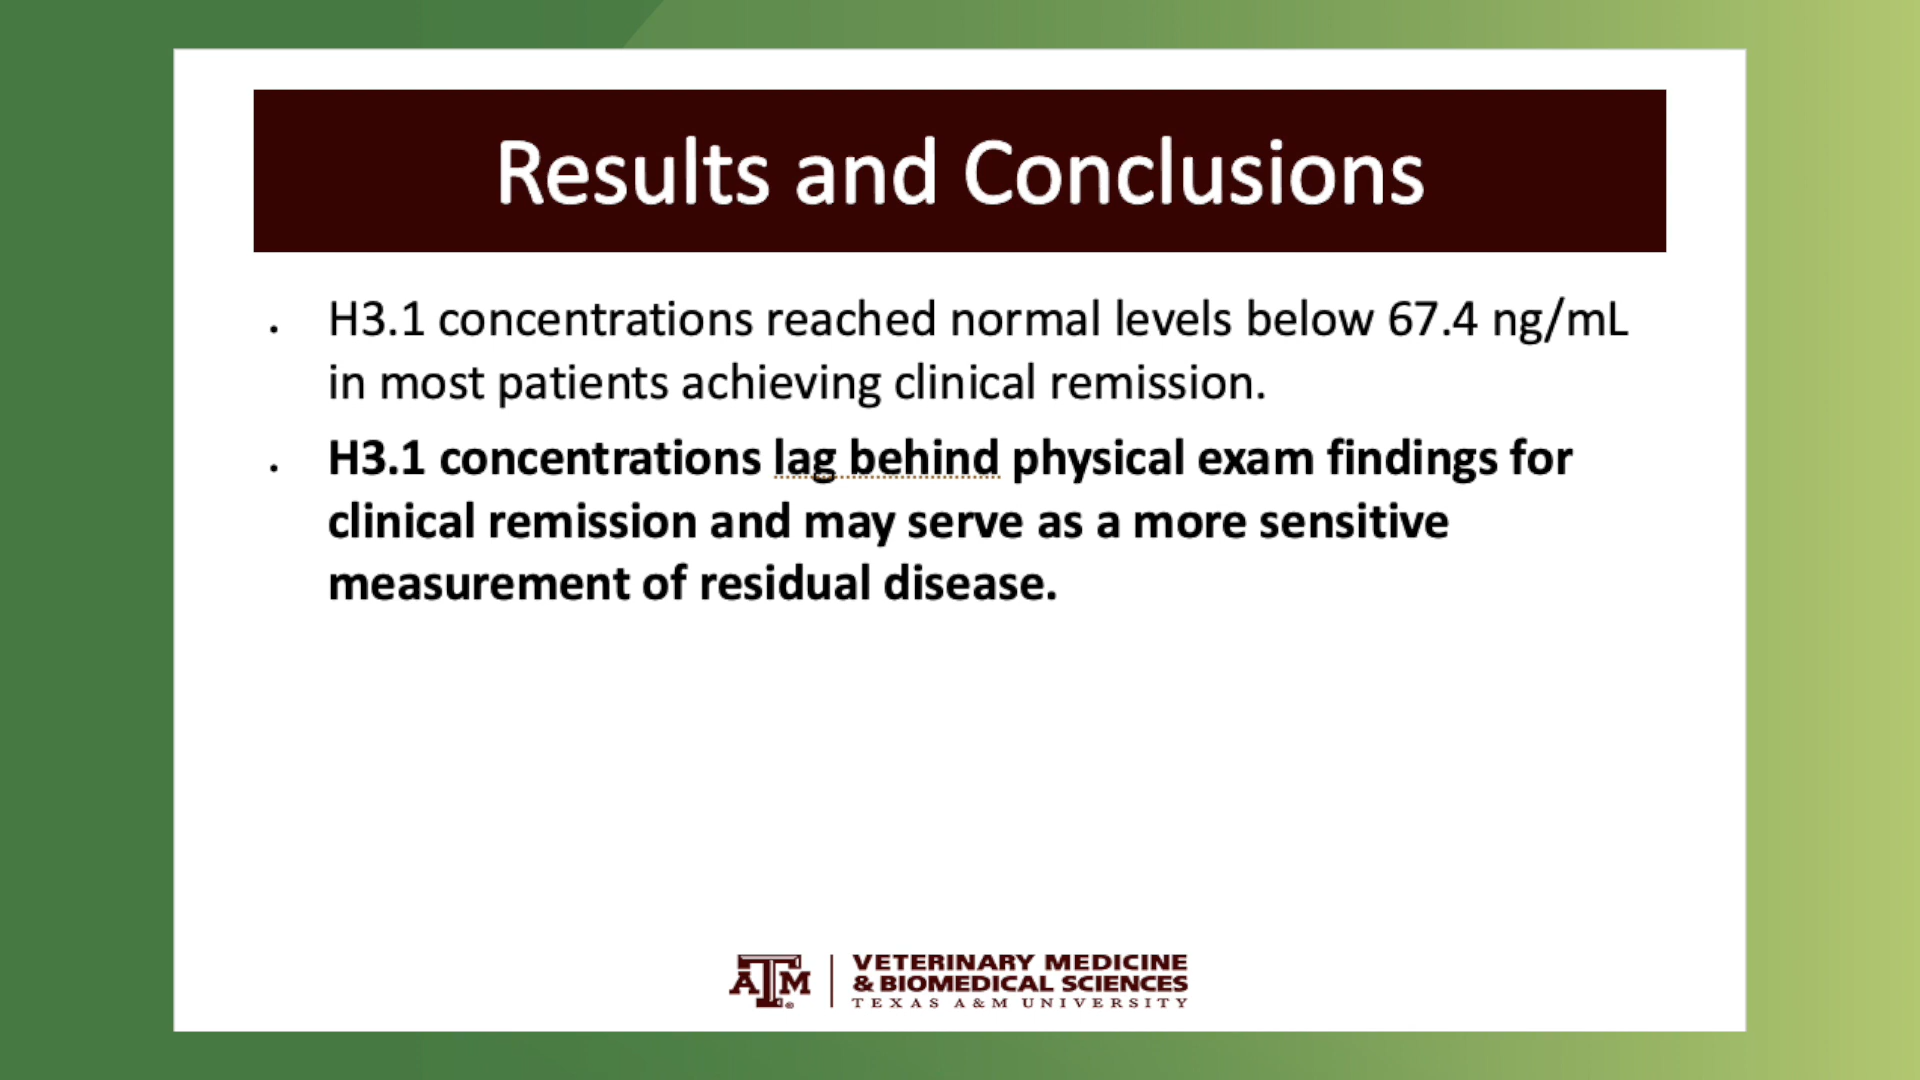 Results and Conclusions
• H3.1 concentrations reached normal levels below 67.4 ng/mL
in most patients achieving clinical remission.
• H3.1 concentrations lag behind physical exam findings for
clinical remission and may serve as a more sensitive
measurement of residual disease.
ATM® | VETERINARY MEDICINE
& BIOMEDICAL SCIENCES
TEXAS A&M UNIVERSITY